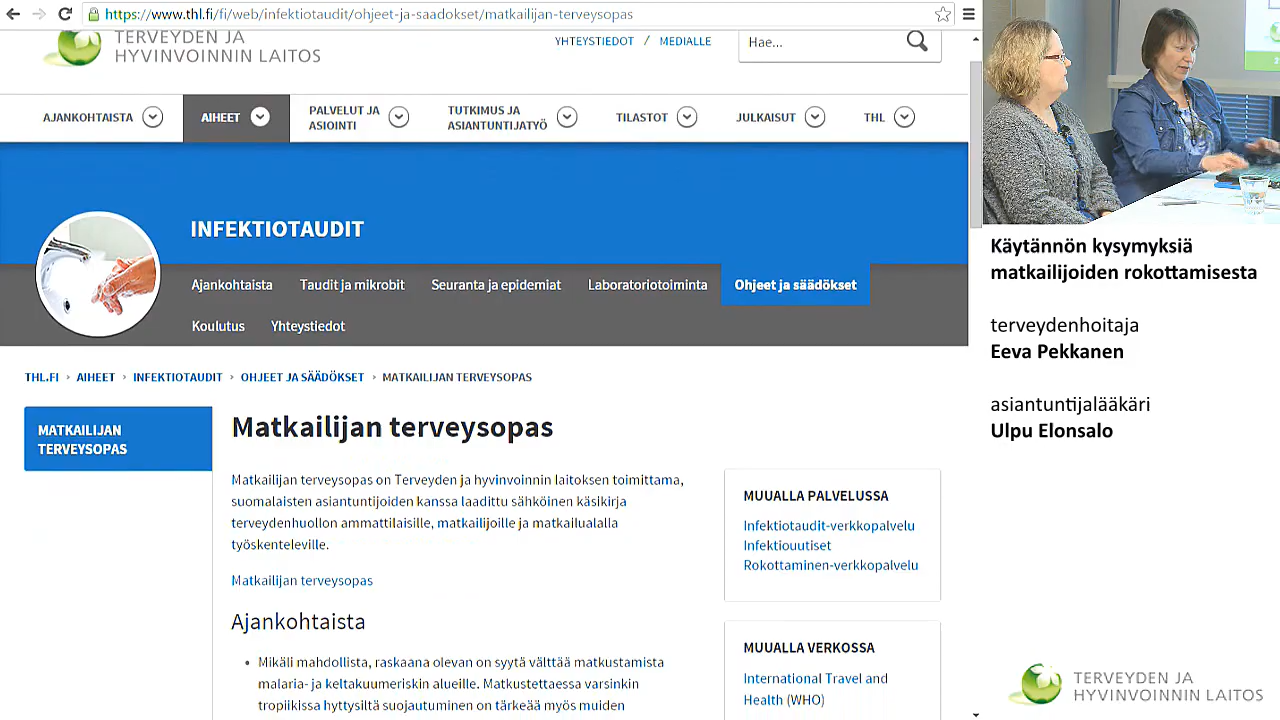 https://www.thl.fi/fi/web/infektiotaudit/ohjeet-ja-saadokset/matkailijan-terveysopas
TERVEYDEN JA
HYVINVOINNIN LAITOS
YHTEYSTIEDOT / MEDIALLE
Hae...
AJANKOHTAISTA
AIHEET
PALVELUT JA
ASIOINTI
TUTKIMUS JA
ASIANTUNTIJATYÖ
TILASTOT
JULKAISUT
THL
INFEKTIOTAUDIT
Ajankohtaista
Taudit ja mikrobit
Seuranta ja epidemiat
Laboratoriotoiminta
Ohjeet ja säädökset
Koulutus
Yhteystiedot
THL.FI › AIHEET › INFEKTIOTAUDIT › OHJEET JA SÄÄDÖKSET › MATKAILIJAN TERVEYSOPAS
MATKAILIJAN
TERVEYSOPAS
Matkailijan terveysopas
Matkailijan terveysopas on Terveyden ja hyvinvoinnin laitoksen toimittama,
suomalaisten asiantuntijoiden kanssa laadittu sähköinen käsikirja
terveydenhuollon ammattilaisille, matkailijoille ja matkailualalla
työskenteleville.
Matkailijan terveysopas
Ajankohtaista
• Mikäli mahdollista, raskaana olevan on syytä välttää matkustamista
malaria- ja keltakuumeriskin alueille. Matkustettaessa varsinkin
tropiikissa hyttysiltä suojautuminen on tärkeää myös muiden
MUUALLA PALVELUSSA
Infektiotaudit-verkkopalvelu
Infektiouutiset
Rokottaminen-verkkopalvelu
MUUALLA VERKOSSA
International Travel and
Health (WHO)
Käytännön kysymyksiä
matkailijoiden rokottamisesta
terveydenhoitaja
Eeva Pekkanen
asiantuntijalääkäri
Ulpu Elonsalo
TERVEYDEN JA
HYVINVOINNIN LAITOS